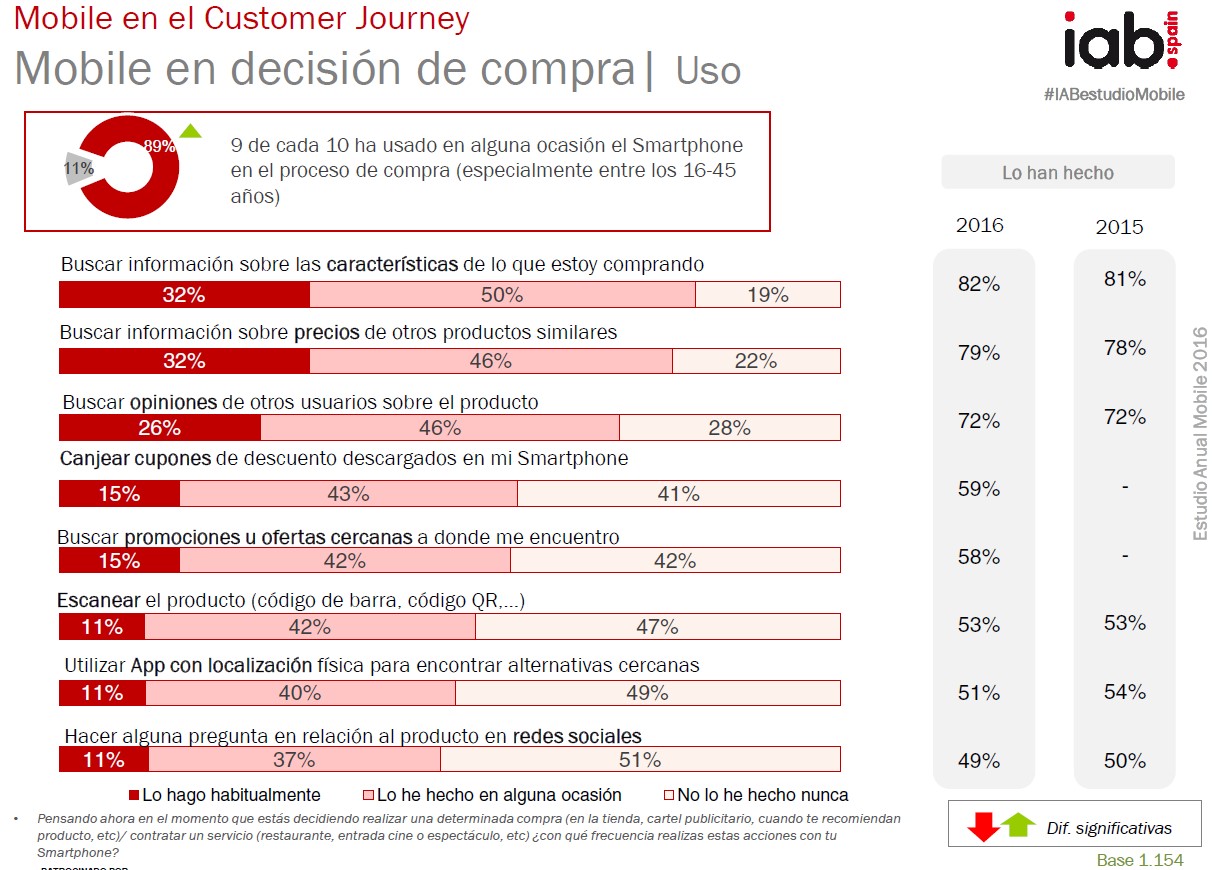 Mobile en el Customer Journey
Mobile en decisión de compra| Uso
iab
spain
#IABestudioMobile
89%
11%
9 de cada 10 ha usado en alguna ocasión el Smartphone
en el proceso de compra (especialmente entre los 16-45
años)
Lo han hecho
2016
2015
Buscar información sobre las características de lo que estoy comprando
32%
50%
19%
82%
81%
Buscar información sobre precios de otros productos similares
32%
46%
22%
79%
78%
Buscar opiniones de otros usuarios sobre el producto
26%
46%
28%
72%
72%
Canjear cupones de descuento descargados en mi Smartphone
15%
43%
41%
59%
-
Buscar promociones u ofertas cercanas a donde me encuentro
15%
42%
42%
58%
-
Escanear el producto (código de barra, código QR,...)
11%
42%
47%
53%
53%
Utilizar App con localización física para encontrar alternativas cercanas
11%
40%
49%
51%
54%
Hacer alguna pregunta en relación al producto en redes sociales
11%
37%
51%
49%
50%
Lo hago habitualmente
Lo he hecho en alguna ocasión
No lo he hecho nunca
Estudio Anual Mobile 2016
• Pensando ahora en el momento que estás decidiendo realizar una determinada compra (en la tienda, cartel publicitario, cuando te recomiendan
producto, etc)/ contratar un servicio (restaurante, entrada cine o espectáculo, etc) ¿con qué frecuencia realizas estas acciones con tu
Smartphone?
Dif. significativas
Base 1.154
PATROCINADO POR